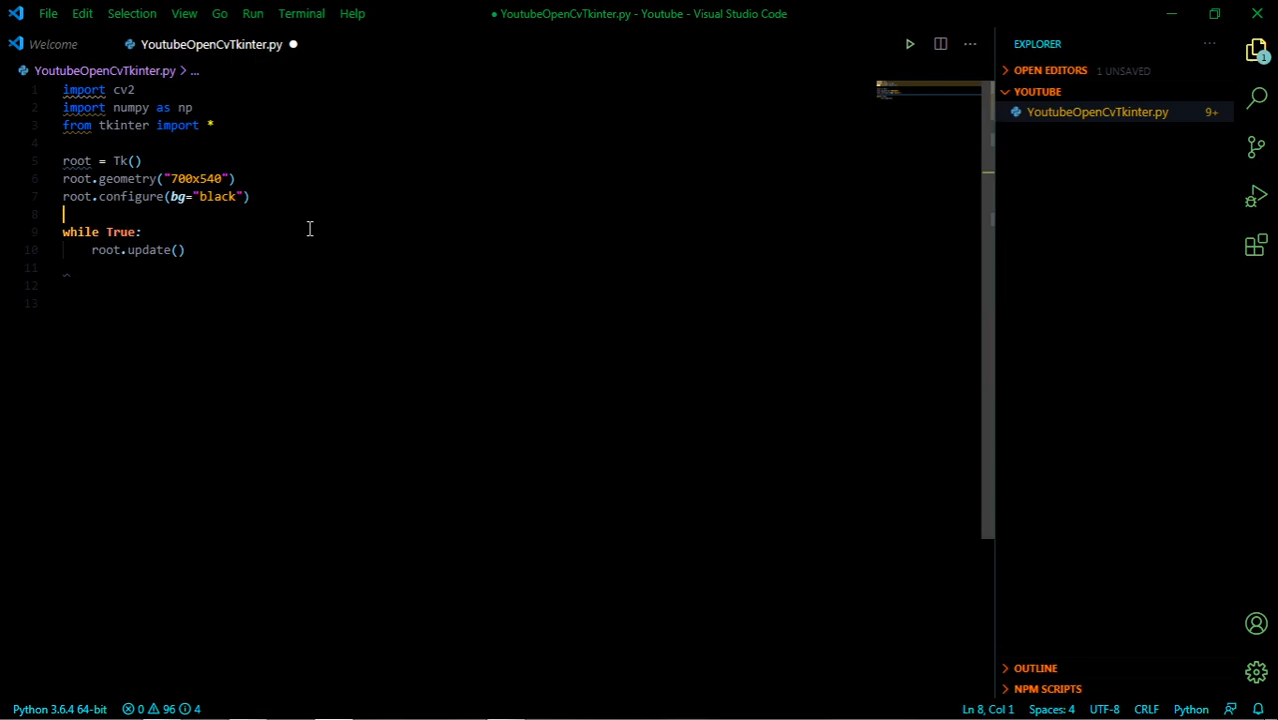 File Edit Selection View Go Run Terminal Help
● YoutubeOpenCvTkinter.py - Youtube - Visual Studio Code
Welcome
YoutubeOpenCvTkinter.py
YoutubeOpenCvTkinter.py > ...
1 import cv2
2 import numpy as np
3 from tkinter import *
4
5 root = Tk()
6 root.geometry("700x540")
7 root.configure(bg="black")
8
9 while True:
10 root.update()
11
12
13
EXPLORER
OPEN EDITORS 1 UNSAVED
YOUTUBE
YoutubeOpenCvTkinter.py 9+
1
OUTLINE
NPM SCRIPTS
Python 3.6.4 64-bit 0 96 4
Ln 8, Col 1 Spaces: 4 UTF-8 CRLF Python